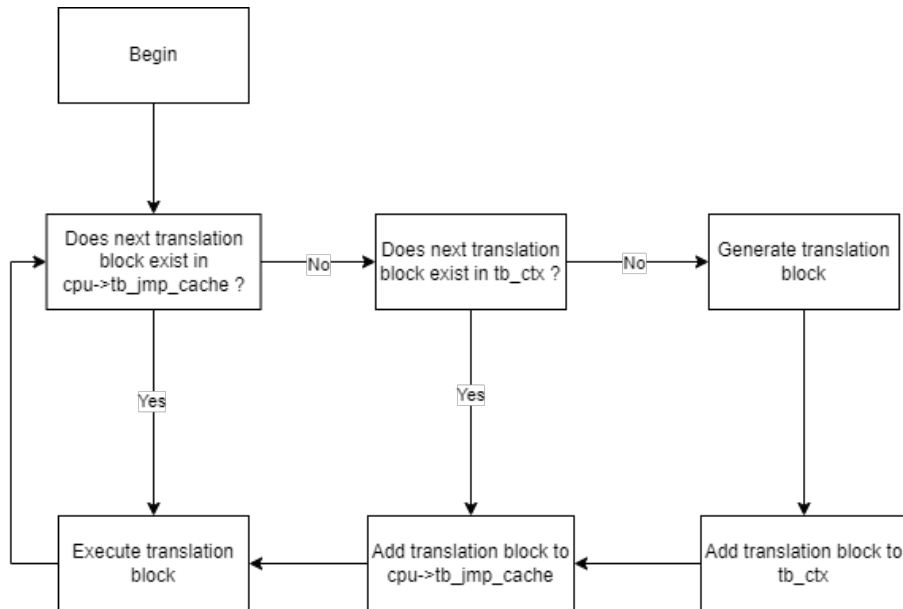 Begin
Does next translation
block exist in
cpu->tb_jmp_cache ?
No
Does next translation
block exist in tb_ctx ?
No
Generate translation
block
Yes
Yes
Execute translation
block
Add translation block to
cpu->tb_jmp_cache
Add translation block to
tb_ctx